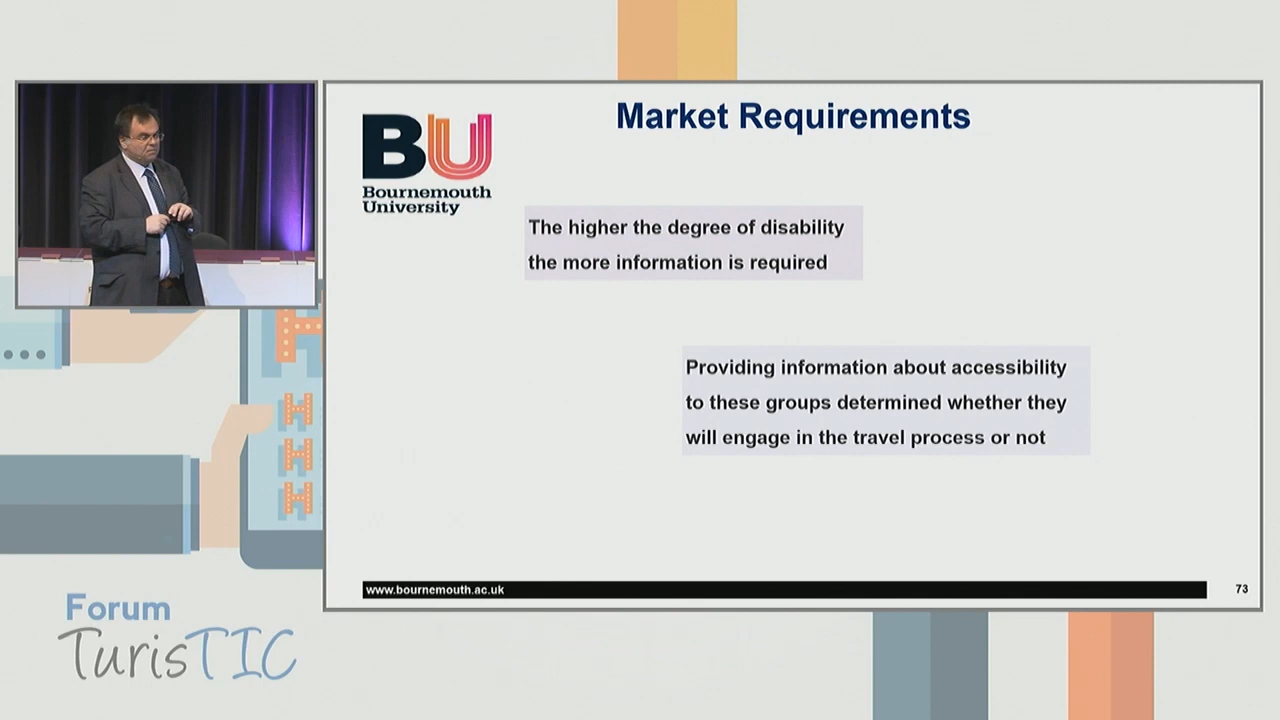 Market Requirements
BU
Bournemouth
University
The higher the degree of disability
the more information is required
Providing information about accessibility
to these groups determined whether they
will engage in the travel process or not
www.bournemouth.ac.uk
73
H
H
H
H
Forum
TurisTIC